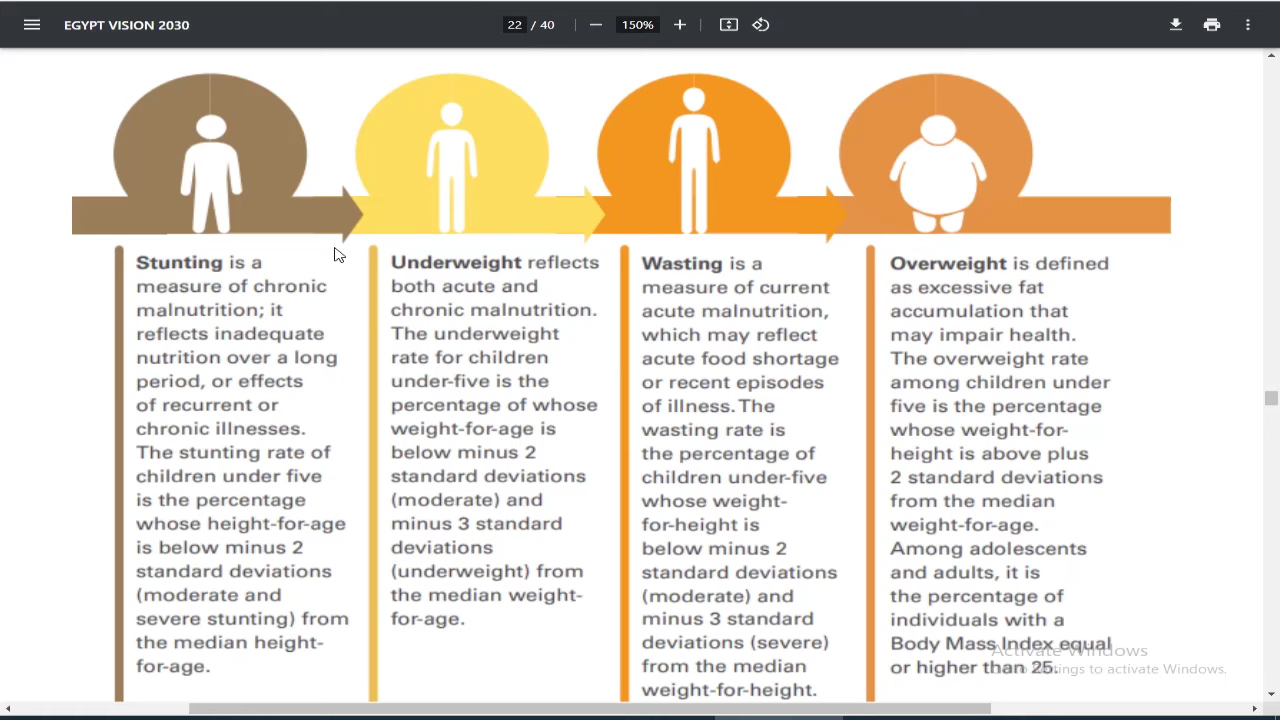 EGYPT VISION 2030
22 / 40
150%
Stunting is a
measure of chronic
malnutrition; it
reflects inadequate
nutrition over a long
period, or effects
of recurrent or
chronic illnesses.
The stunting rate of
children under five
is the percentage
whose height-for-age
is below minus 2
standard deviations
(moderate and
severe stunting) from
the median height-
for-age.
Underweight reflects
both acute and
chronic malnutrition.
The underweight
rate for children
under-five is the
percentage of whose
weight-for-age is
below minus 2
standard deviations
(moderate) and
minus 3 standard
deviations
(underweight) from
the median weight-
for-age.
Wasting is a
measure of current
acute malnutrition,
which may reflect
acute food shortage
or recent episodes
of illness. The
wasting rate is
the percentage of
children under-five
whose weight-
for-height is
below minus 2
standard deviations
(moderate) and
minus 3 standard
deviations (severe)
from the median
weight-for-height.
Overweight is defined
as excessive fat
accumulation that
may impair health.
The overweight rate
among children under
five is the percentage
whose weight-for-
height is above plus
2 standard deviations
from the median
weight-for-age.
Among adolescents
and adults, it is
the percentage of
individuals with a
Body Mass Index equal
or higher than 25.
Activate Windows
to activate Windows.